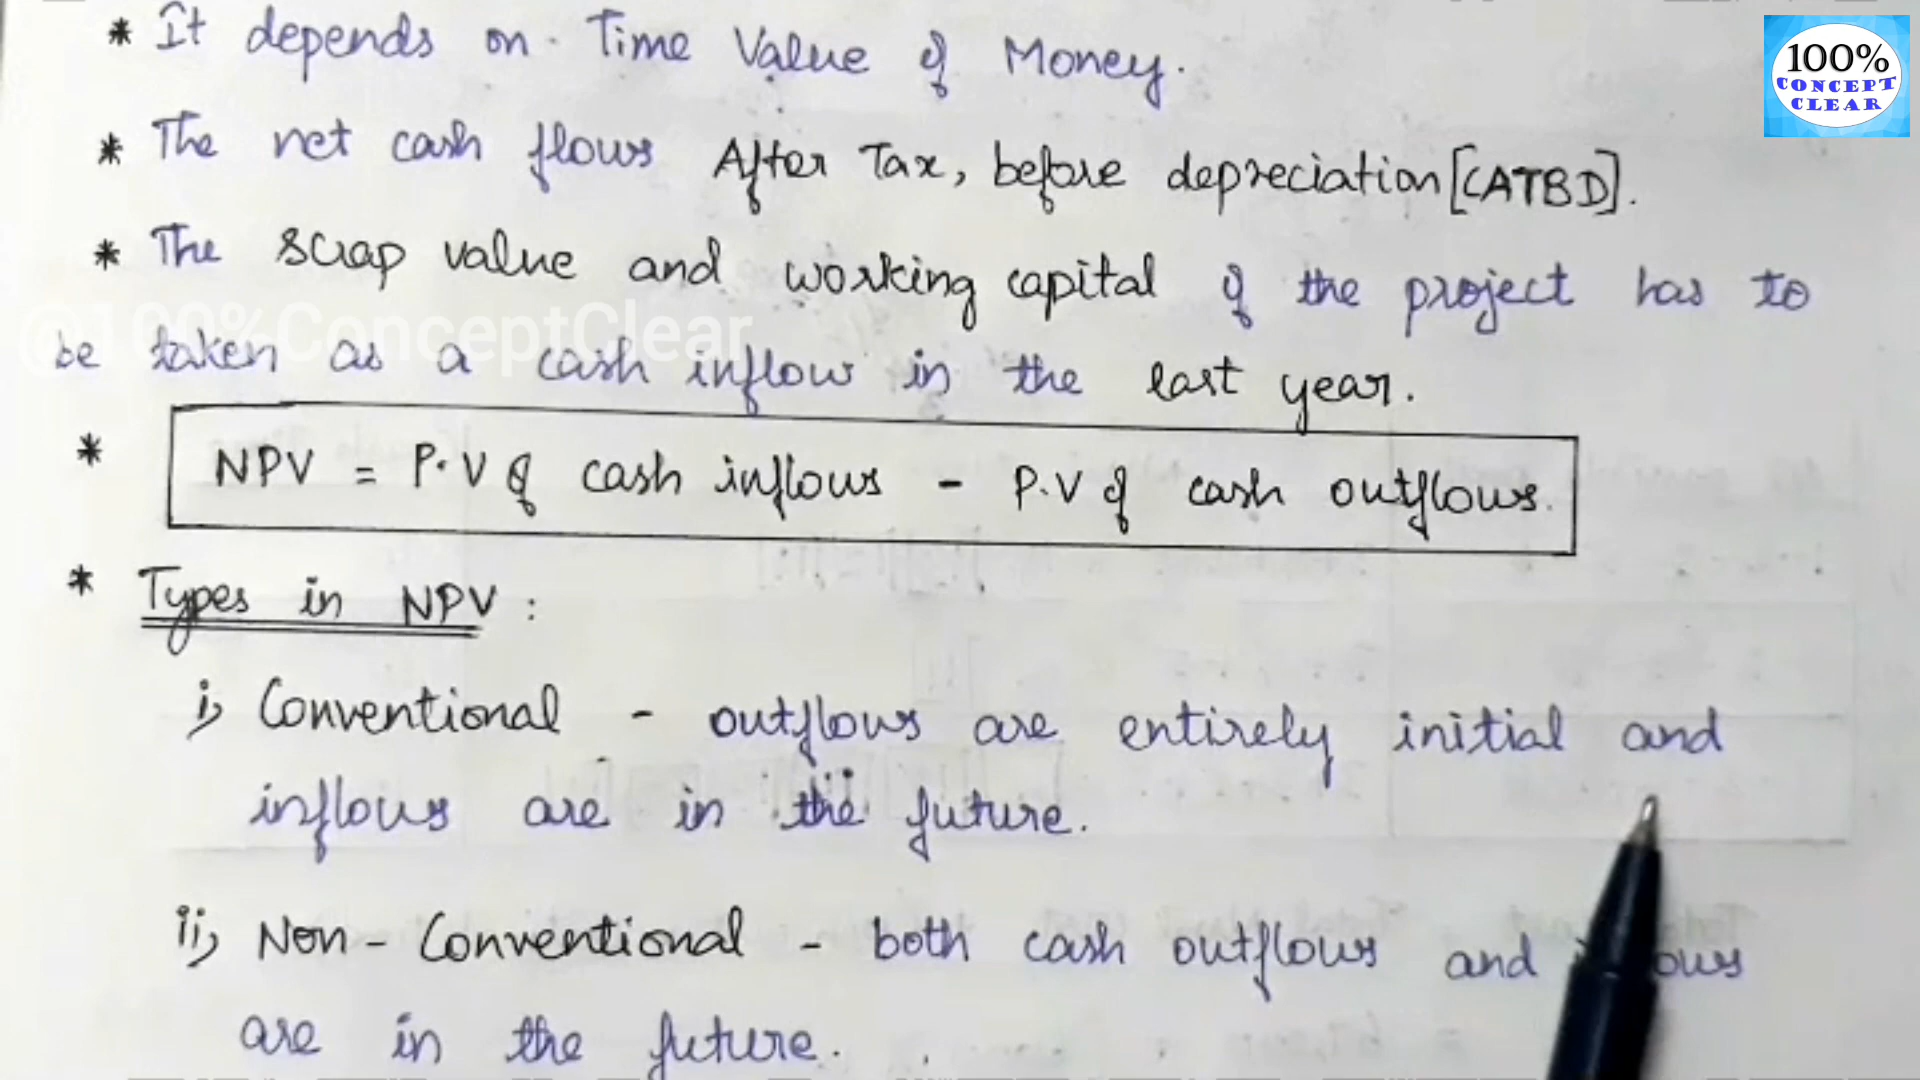 * It depends on Time Value of Money.
* The net cash flows After Tax, before depreciation [CATBD].
* The scrap value and working capital of the project has to
be taken as a cash inflow in the last year.
* NPV = P.V of cash inflows - P.V of cash outflows.
* Types in NPV :
i) Conventional - outflows are entirely initial and
inflows are in the future.
ii) Non-Conventional - both cash outflows and
are in the future.
100%
CONCEPT
CLEAR
@100%ConceptClear